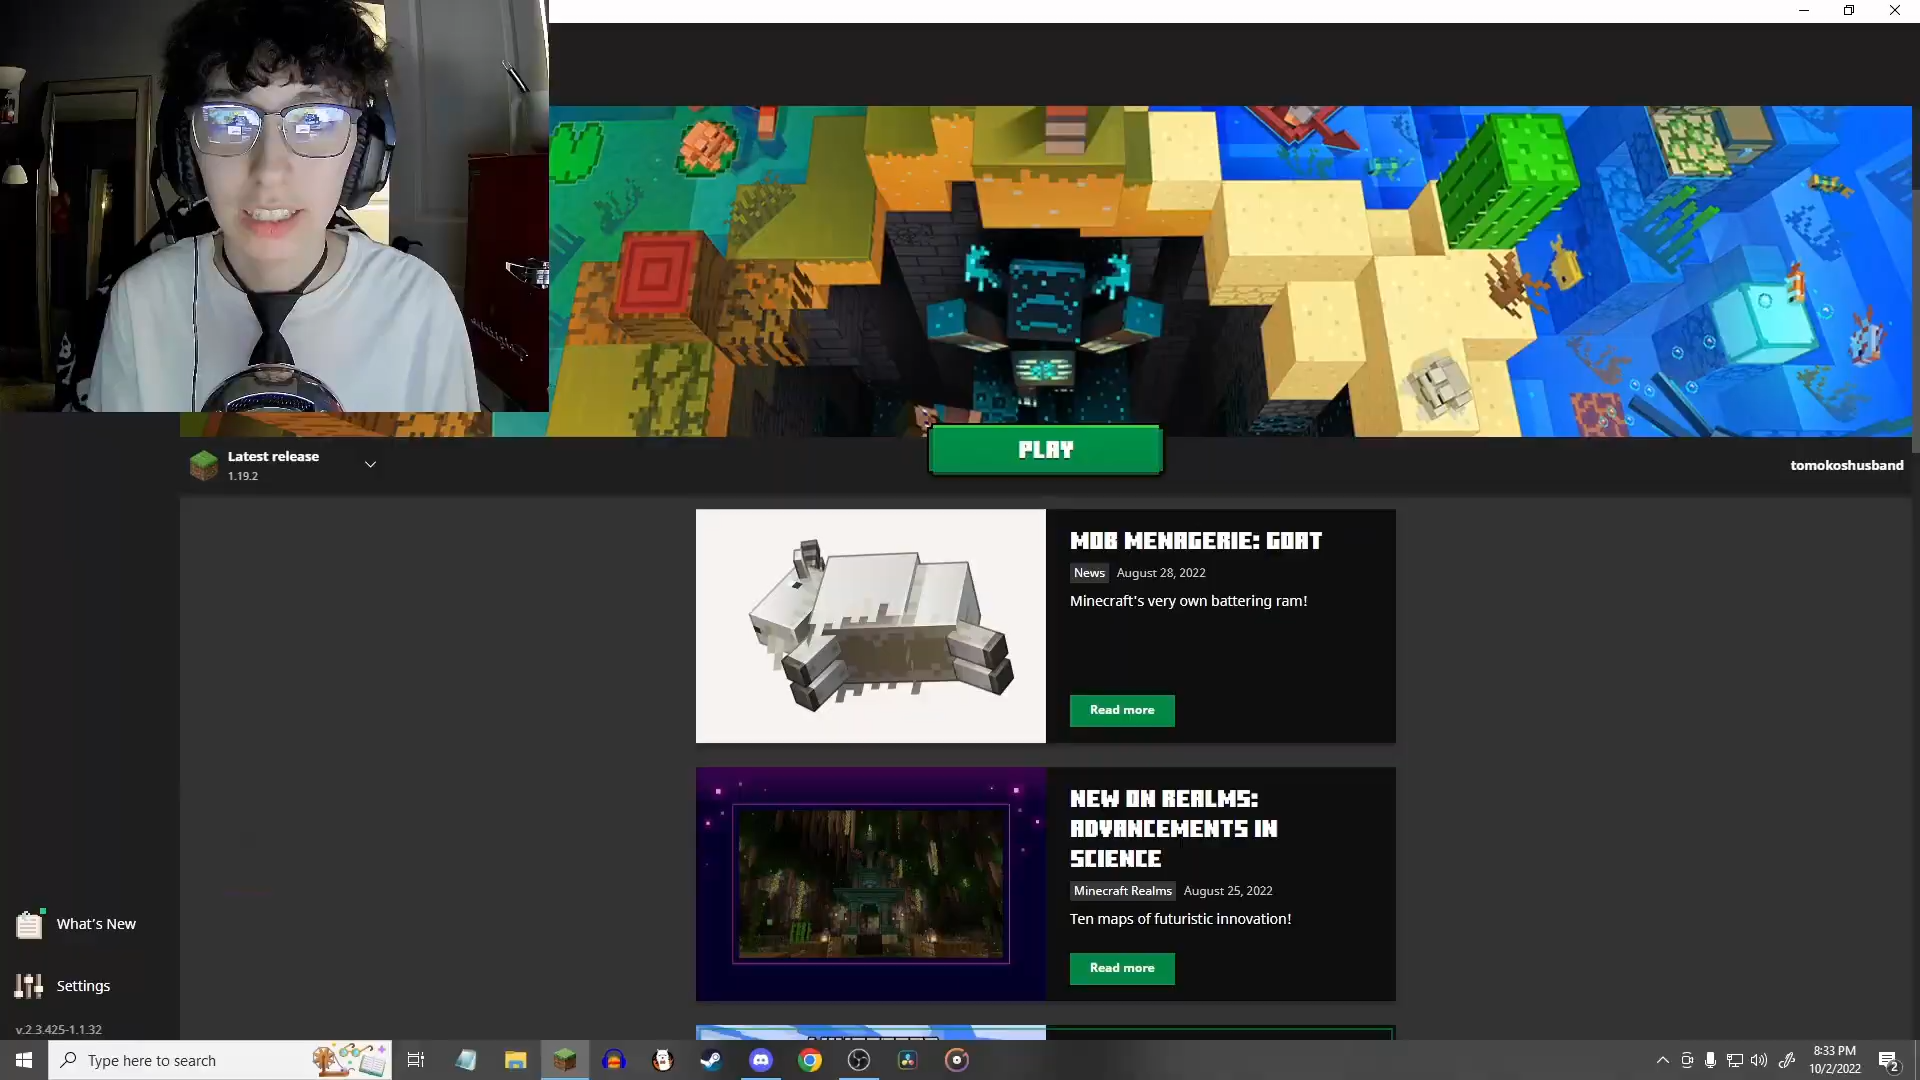 PLAY
Latest release
1.19.2
tomokoshusband
MOB MENAGERIE: GOAT
News August 28, 2022
Minecraft's very own battering ram!
Read more
NEW ON REALMS:
ADVANCEMENTS IN
SCIENCE
Minecraft Realms August 25, 2022
Ten maps of futuristic innovation!
Read more
What's New
Settings
v.2.3.425-1.1.32
Type here to search
8:33 PM
10/2/2022
2